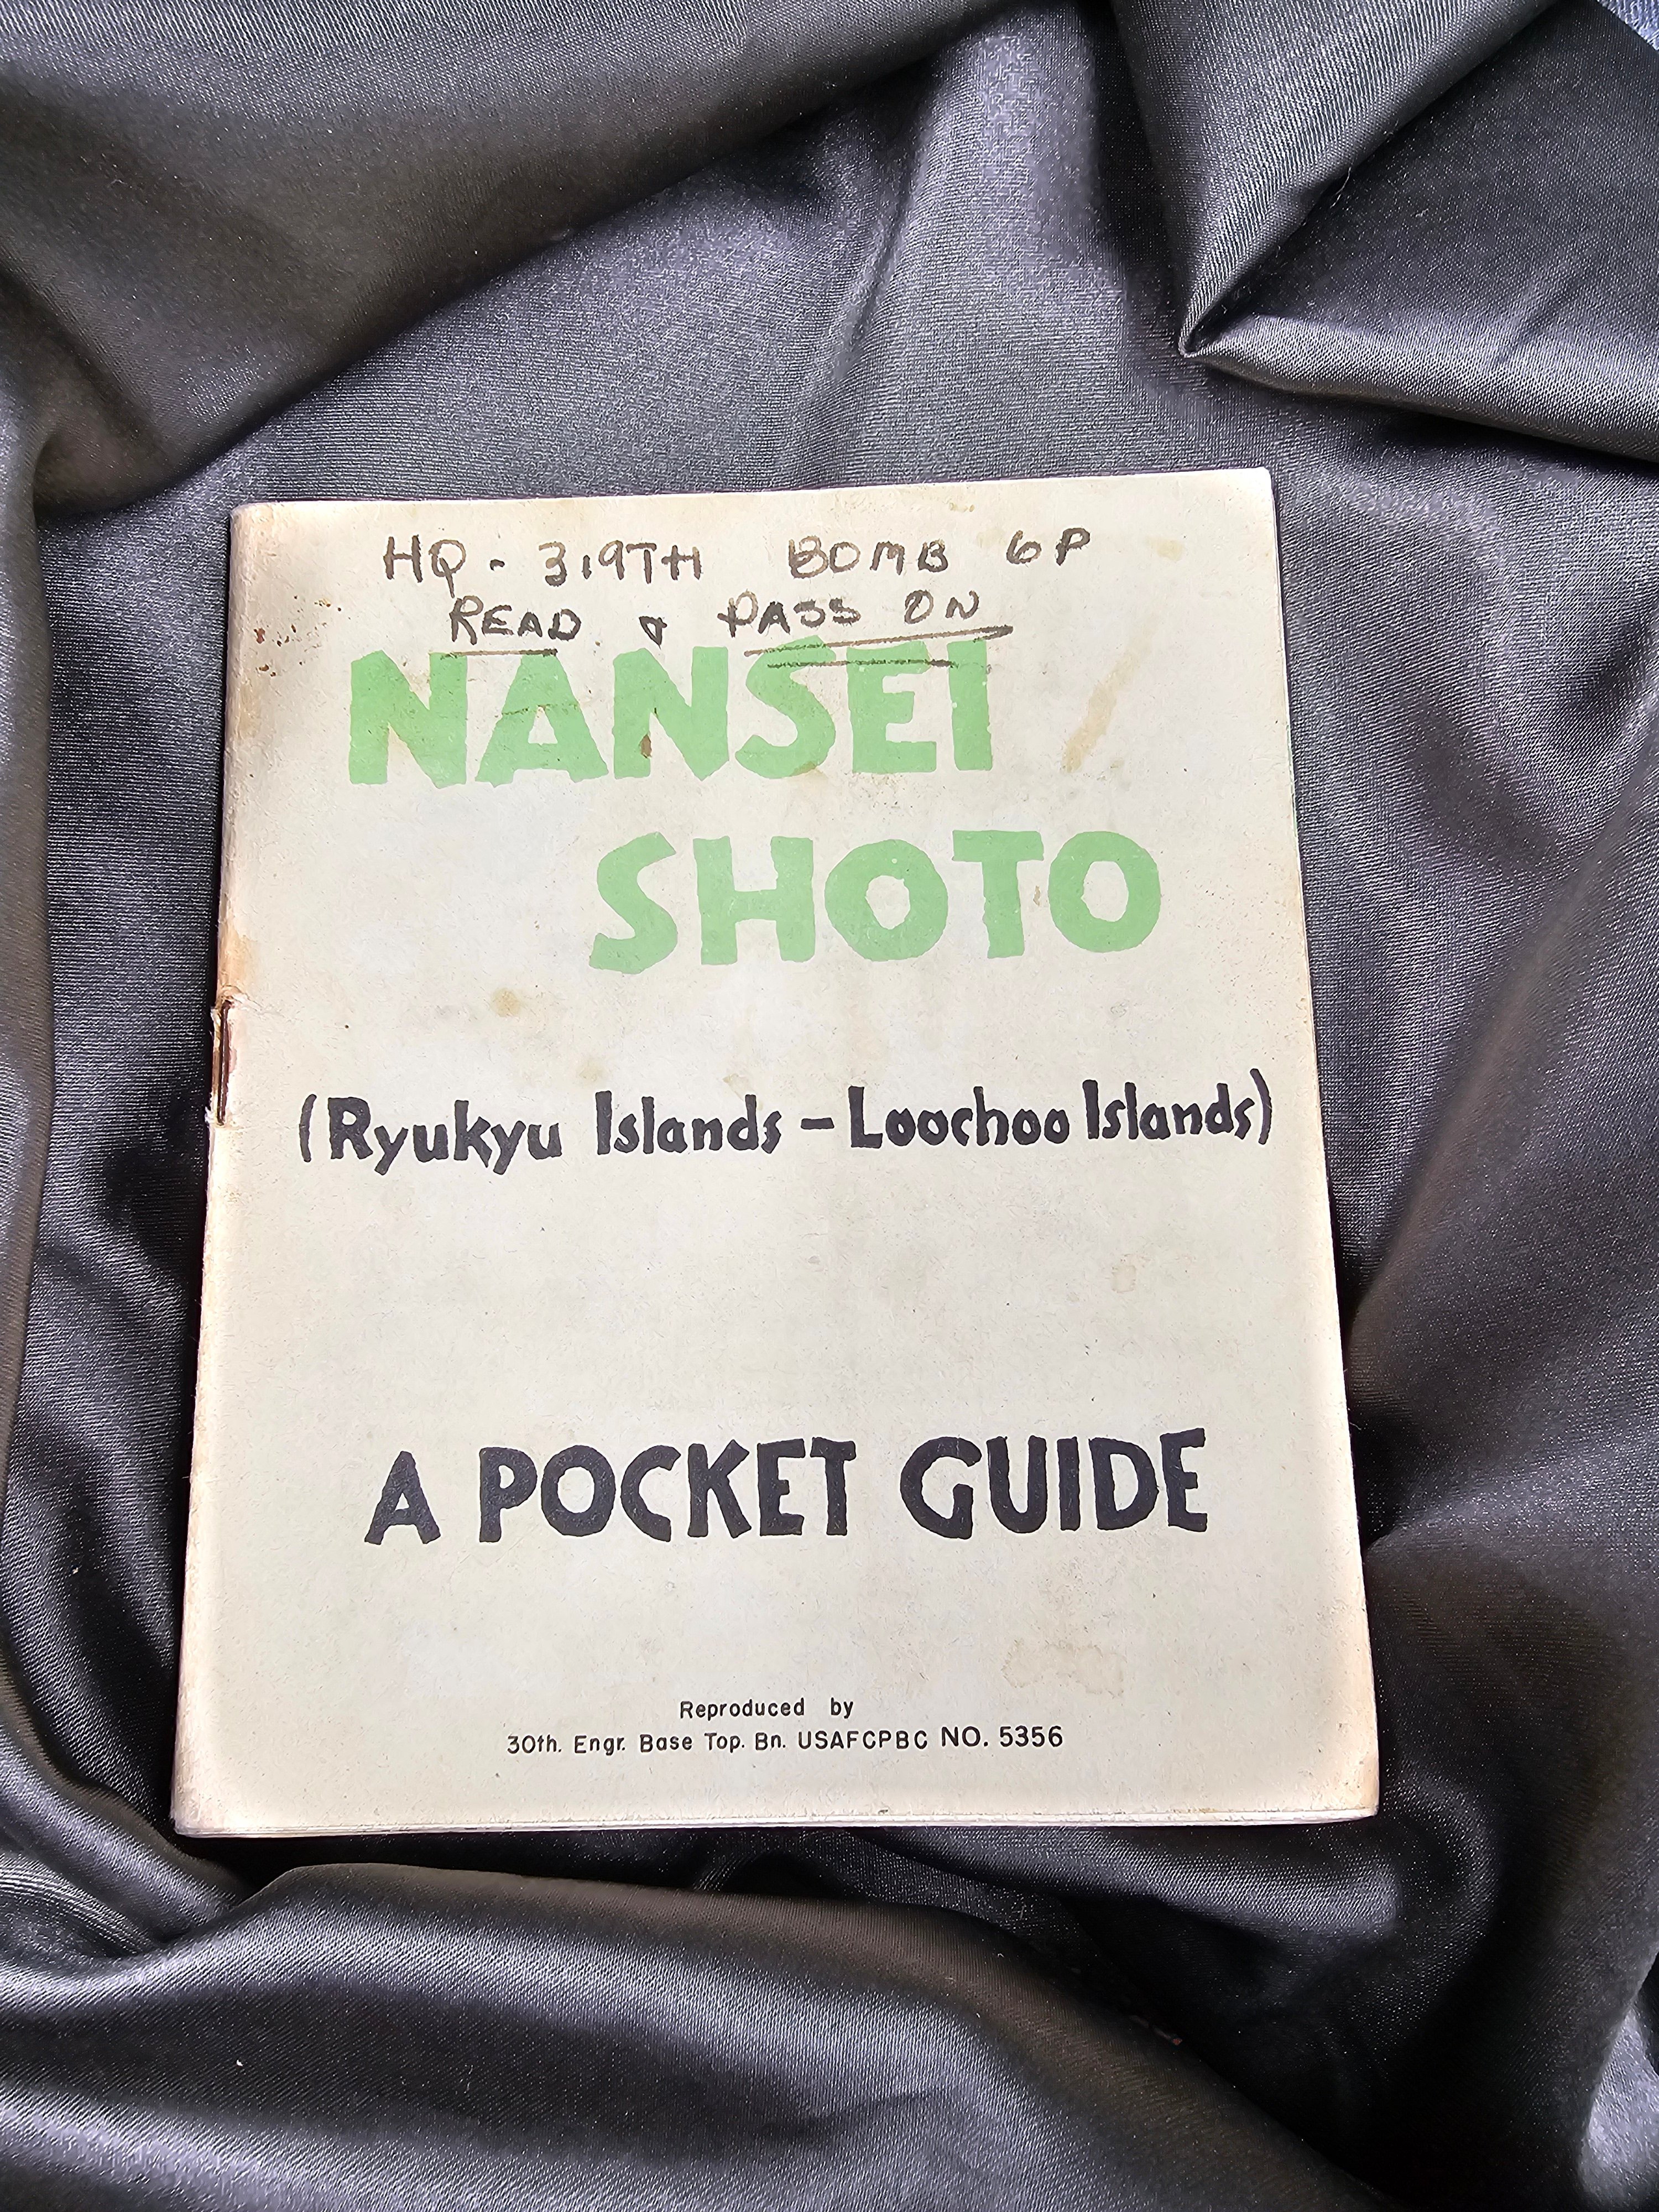 HQ - 319TH BOMB GP
READ & PASS ON
NANSEI
SHOTO
(Ryukyu Islands – Loochoo Islands)
A POCKET GUIDE
Reproduced by
30th. Engr. Base Top. Bn. USAFCPBC NO. 5356